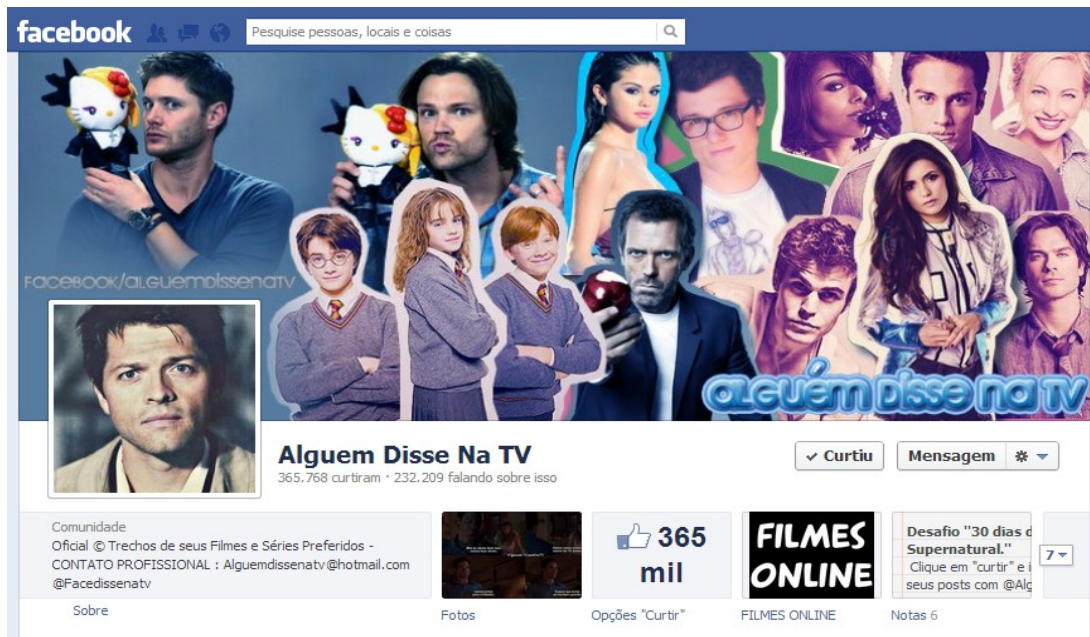 facebook
Pesquise pessoas, locais e coisas
FACEBOOK/ALGUEMDISSENATV
ALGUÉM DISSE NA TV
Alguem Disse Na TV
365.768 curtiram · 232.209 falando sobre isso
✓ Curtiu
Mensagem
Comunidade
Oficial © Trechos de seus Filmes e Séries Preferidos -
CONTATO PROFISSIONAL : Alguemdissenatv@hotmail.com
@Facedissenatv
Sobre
Fotos
365
mil
Opções "Curtir"
FILMES
ONLINE
FILMES ONLINE
Desafio "30 dias d
Supernatural."
Clique em "curtir" e i
seus posts com @Alg
Notas 6
7